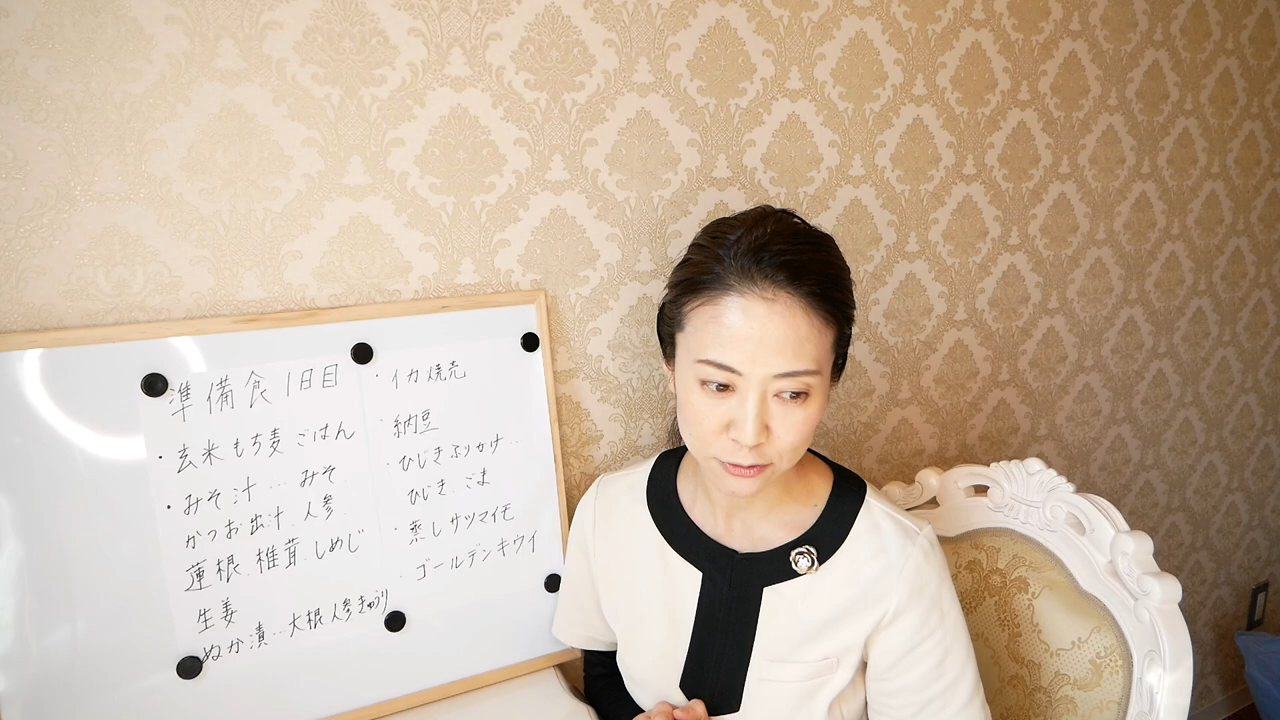 準備食1日目
・玄米もち麦ごはん
・みそ汁…みそ、
かつお出汁、人参、
蓮根、椎茸、しめじ
生姜
ぬか漬…大根人参きゅうり
・イカ焼売
・納豆
・ひじきふりかけ…
ひじき、ごま
・蒸しサツマイモ
・ゴールデンキウイ